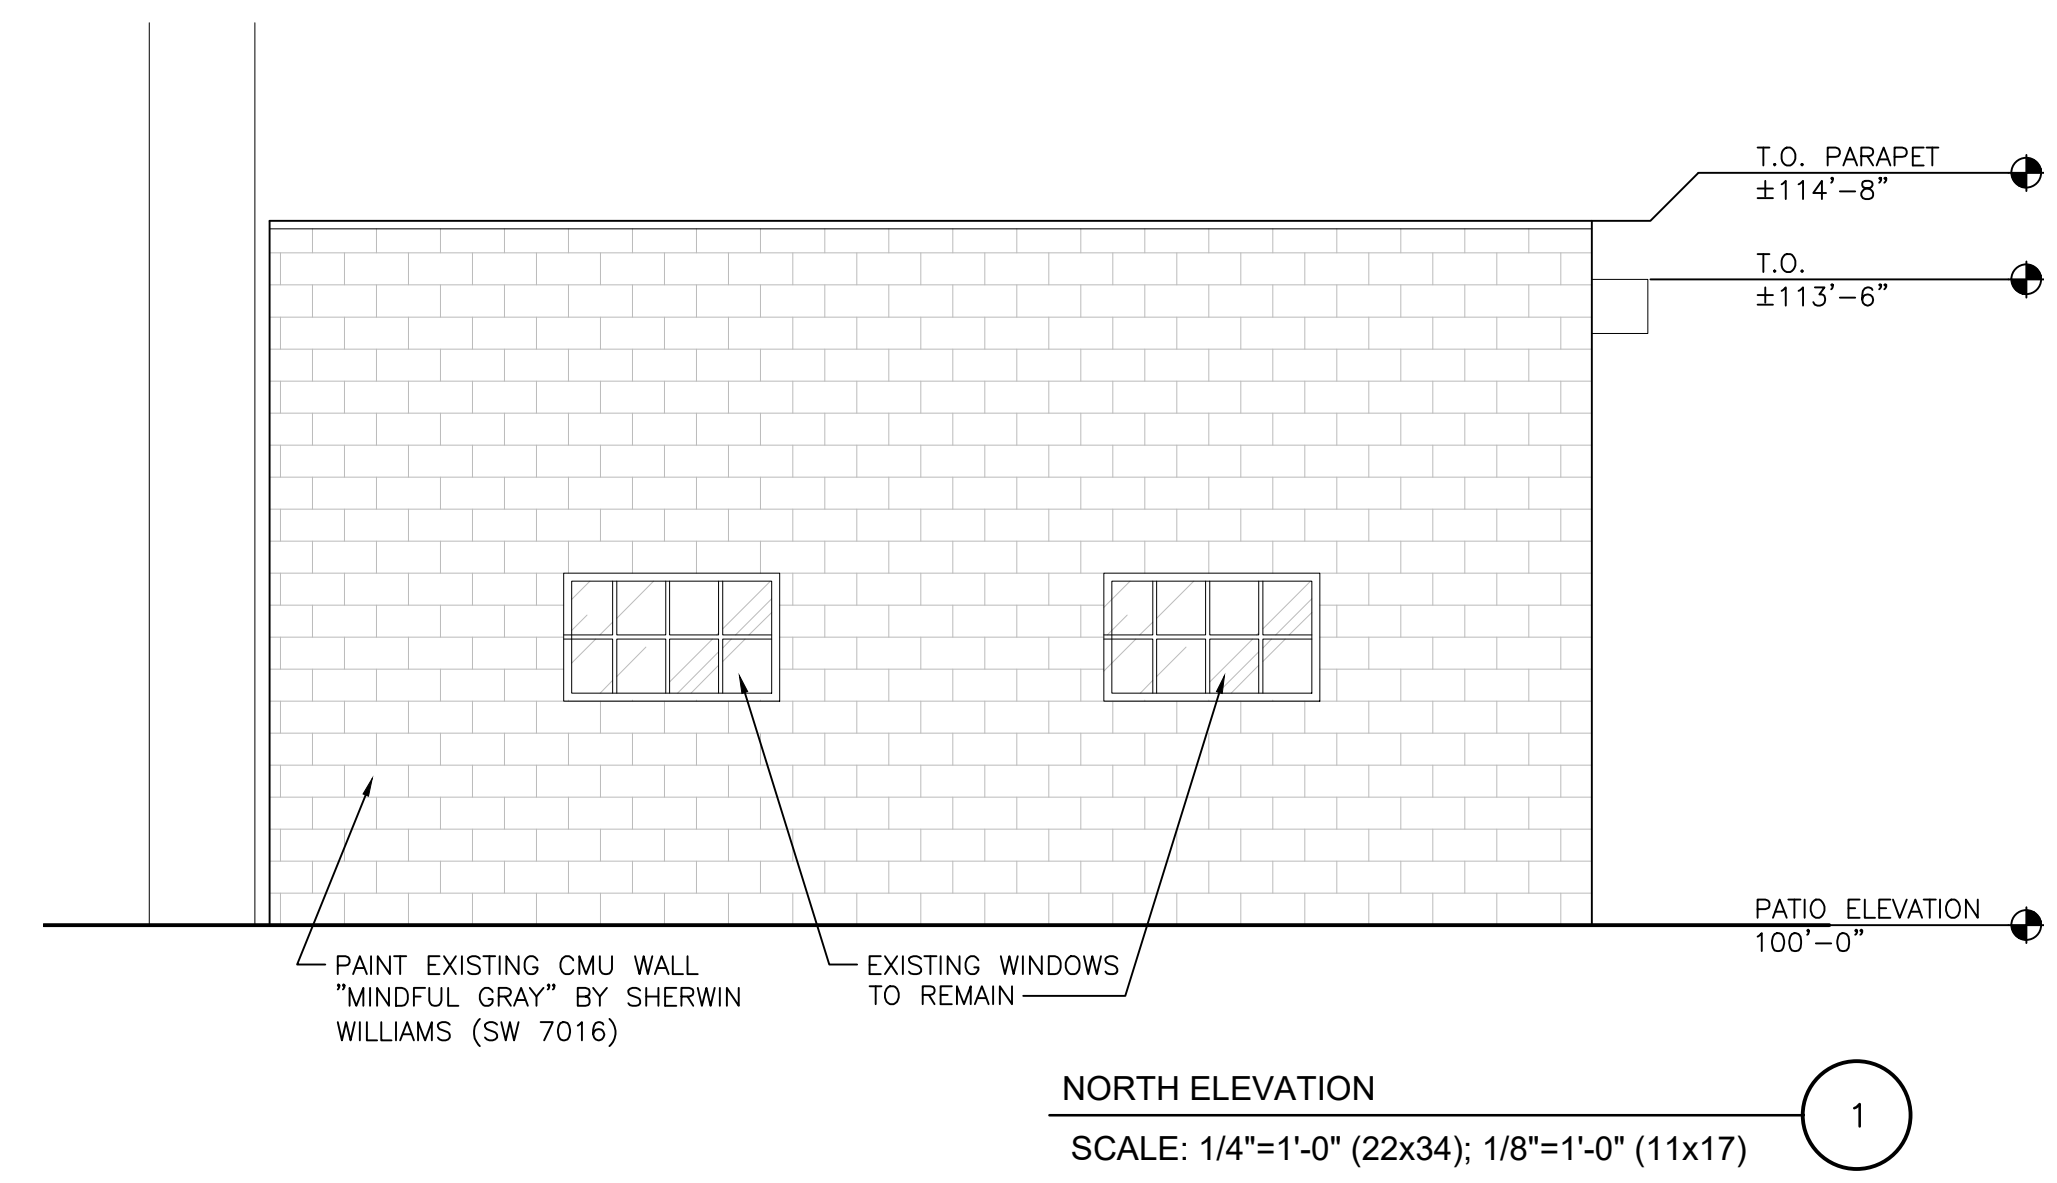 T.O. PARAPET
±114'-8"
T.O.
±113'-6"
PATIO ELEVATION
100'-0"
PAINT EXISTING CMU WALL
"MINDFUL GRAY" BY SHERWIN
WILLIAMS (SW 7016)
EXISTING WINDOWS
TO REMAIN
NORTH ELEVATION
1
SCALE: 1/4"=1'-0" (22x34); 1/8"=1'-0" (11x17)